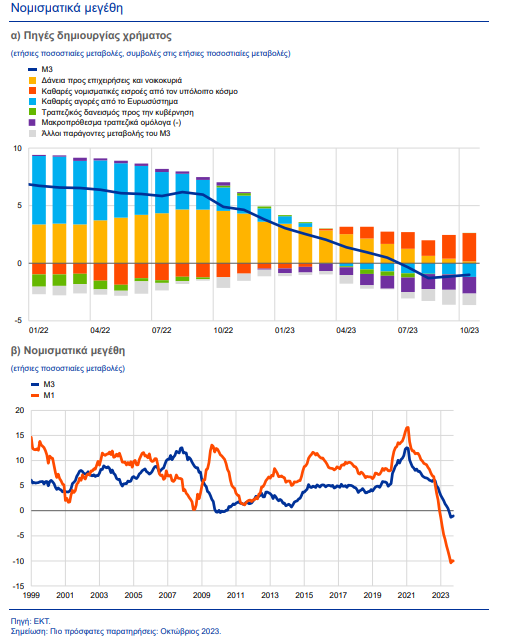 Νομισματικά μεγέθη
α) Πηγές δημιουργίας χρήματος
(ετήσιες ποσοστιαίες μεταβολές, συμβολές στις ετήσιες ποσοστιαίες μεταβολές)
M3
Δάνεια προς επιχειρήσεις και νοικοκυριά
Καθαρές νομισματικές εισροές από τον υπόλοιπο κόσμο
Καθαρές αγορές από το Ευρωσύστημα
Τραπεζικός δανεισμός προς την κυβέρνηση
Μακροπρόθεσμα τραπεζικά ομόλογα (-)
Άλλοι παράγοντες μεταβολής του M3
10
5
0
-5
01/22 04/22 07/22 10/22 01/23 04/23 07/23 10/23
β) Νομισματικά μεγέθη
(ετήσιες ποσοστιαίες μεταβολές)
M3
M1
20
15
10
5
0
-5
-10
-15
1999 2001 2003 2005 2007 2009 2011 2013 2015 2017 2019 2021 2023
Πηγή: ΕΚΤ.
Σημείωση: Πιο πρόσφατες παρατηρήσεις: Οκτώβριος 2023.